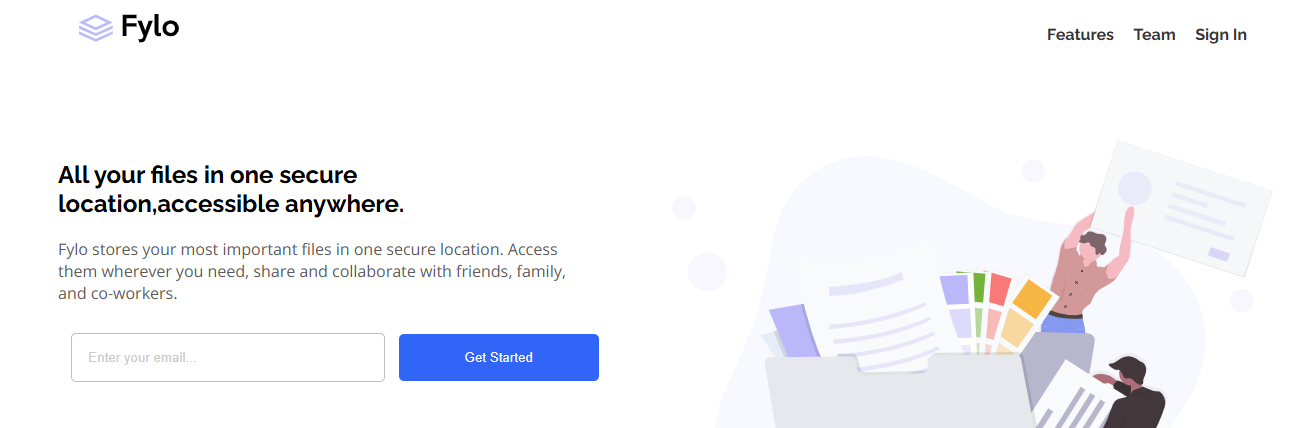 Fylo
Features Team Sign In
All your files in one secure
location,accessible anywhere.
Fylo stores your most important files in one secure location. Access
them wherever you need, share and collaborate with friends, family,
and co-workers.
Enter your email...
Get Started